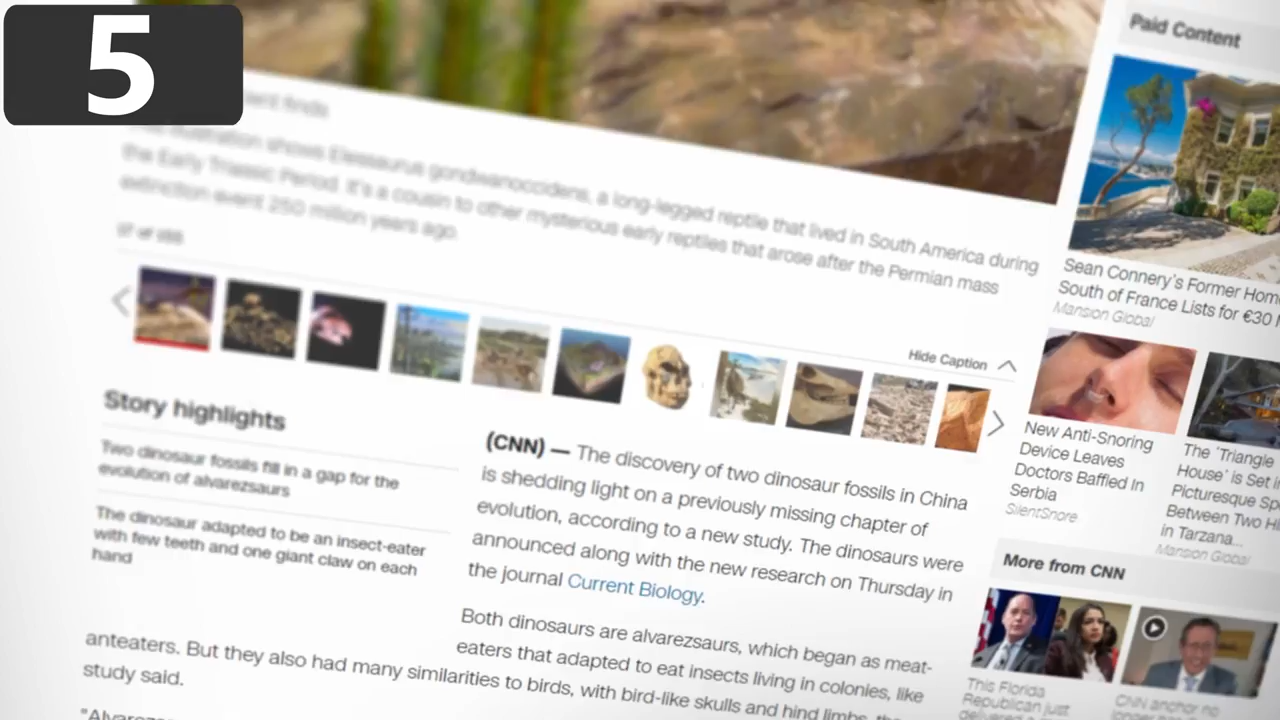 5
Paid Content
illustration shows Eleasaurus gondwanoccidens, a long-legged reptile that lived in South America during
the Early Triassic Period. It's a cousin to other mysterious early reptiles that arose after the Permian mass
extinction event 250 million years ago.
Hide Caption
Story highlights
Two dinosaur fossils fill in a gap for the
evolution of alvarezsaurs
The dinosaur adapted to be an insect-eater
with few teeth and one giant claw on each
hand
(CNN) — The discovery of two dinosaur fossils in China
is shedding light on a previously missing chapter of
evolution, according to a new study. The dinosaurs were
announced along with the new research on Thursday in
the journal Current Biology.
Both dinosaurs are alvarezsaurs, which began as meat-
eaters that adapted to eat insects living in colonies, like
anteaters. But they also had many similarities to birds, with bird-like skulls and hind limbs,
study said.
Sean Connery's Former Hom
South of France Lists for €30
Mansion Global
New Anti-Snoring
Device Leaves
Doctors Baffled In
Serbia
SilentSnore
The 'Triangle
House' is Set i
Picturesque Sp
Between Two H
in Tarzana...
Mansion Global
More from CNN
This Florida
Republican just
CNN anchor